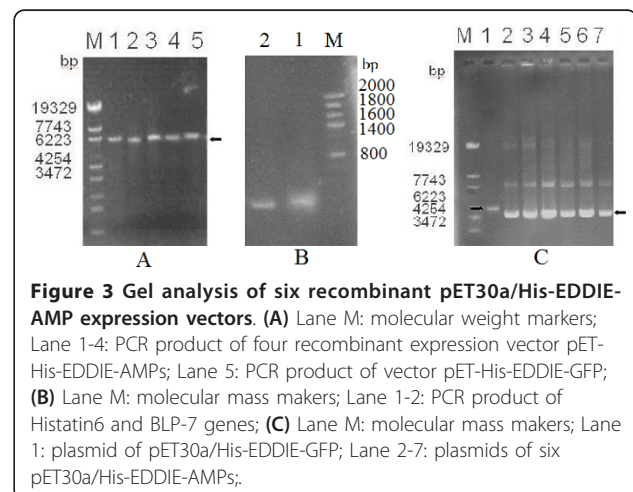 M 1 2 3 4 5
bp
19329
7743
6223
4254
3472
A
2 1 M
bp
2000
1800
1600
1400
800
B
M 1 2 3 4 5 6 7
bp
19329
7743
6223
4254
3472
C
Figure 3 Gel analysis of six recombinant pET30a/His-EDDIE-
AMP expression vectors. (A) Lane M: molecular weight markers;
Lane 1-4: PCR product of four recombinant expression vector pET-
His-EDDIE-AMPs; Lane 5: PCR product of vector pET-His-EDDIE-GFP;
(B) Lane M: molecular mass makers; Lane 1-2: PCR product of
Histatin6 and BLP-7 genes; (C) Lane M: molecular mass makers; Lane
1: plasmid of pET30a/His-EDDIE-GFP; Lane 2-7: plasmids of six
pET30a/His-EDDIE-AMPs;.